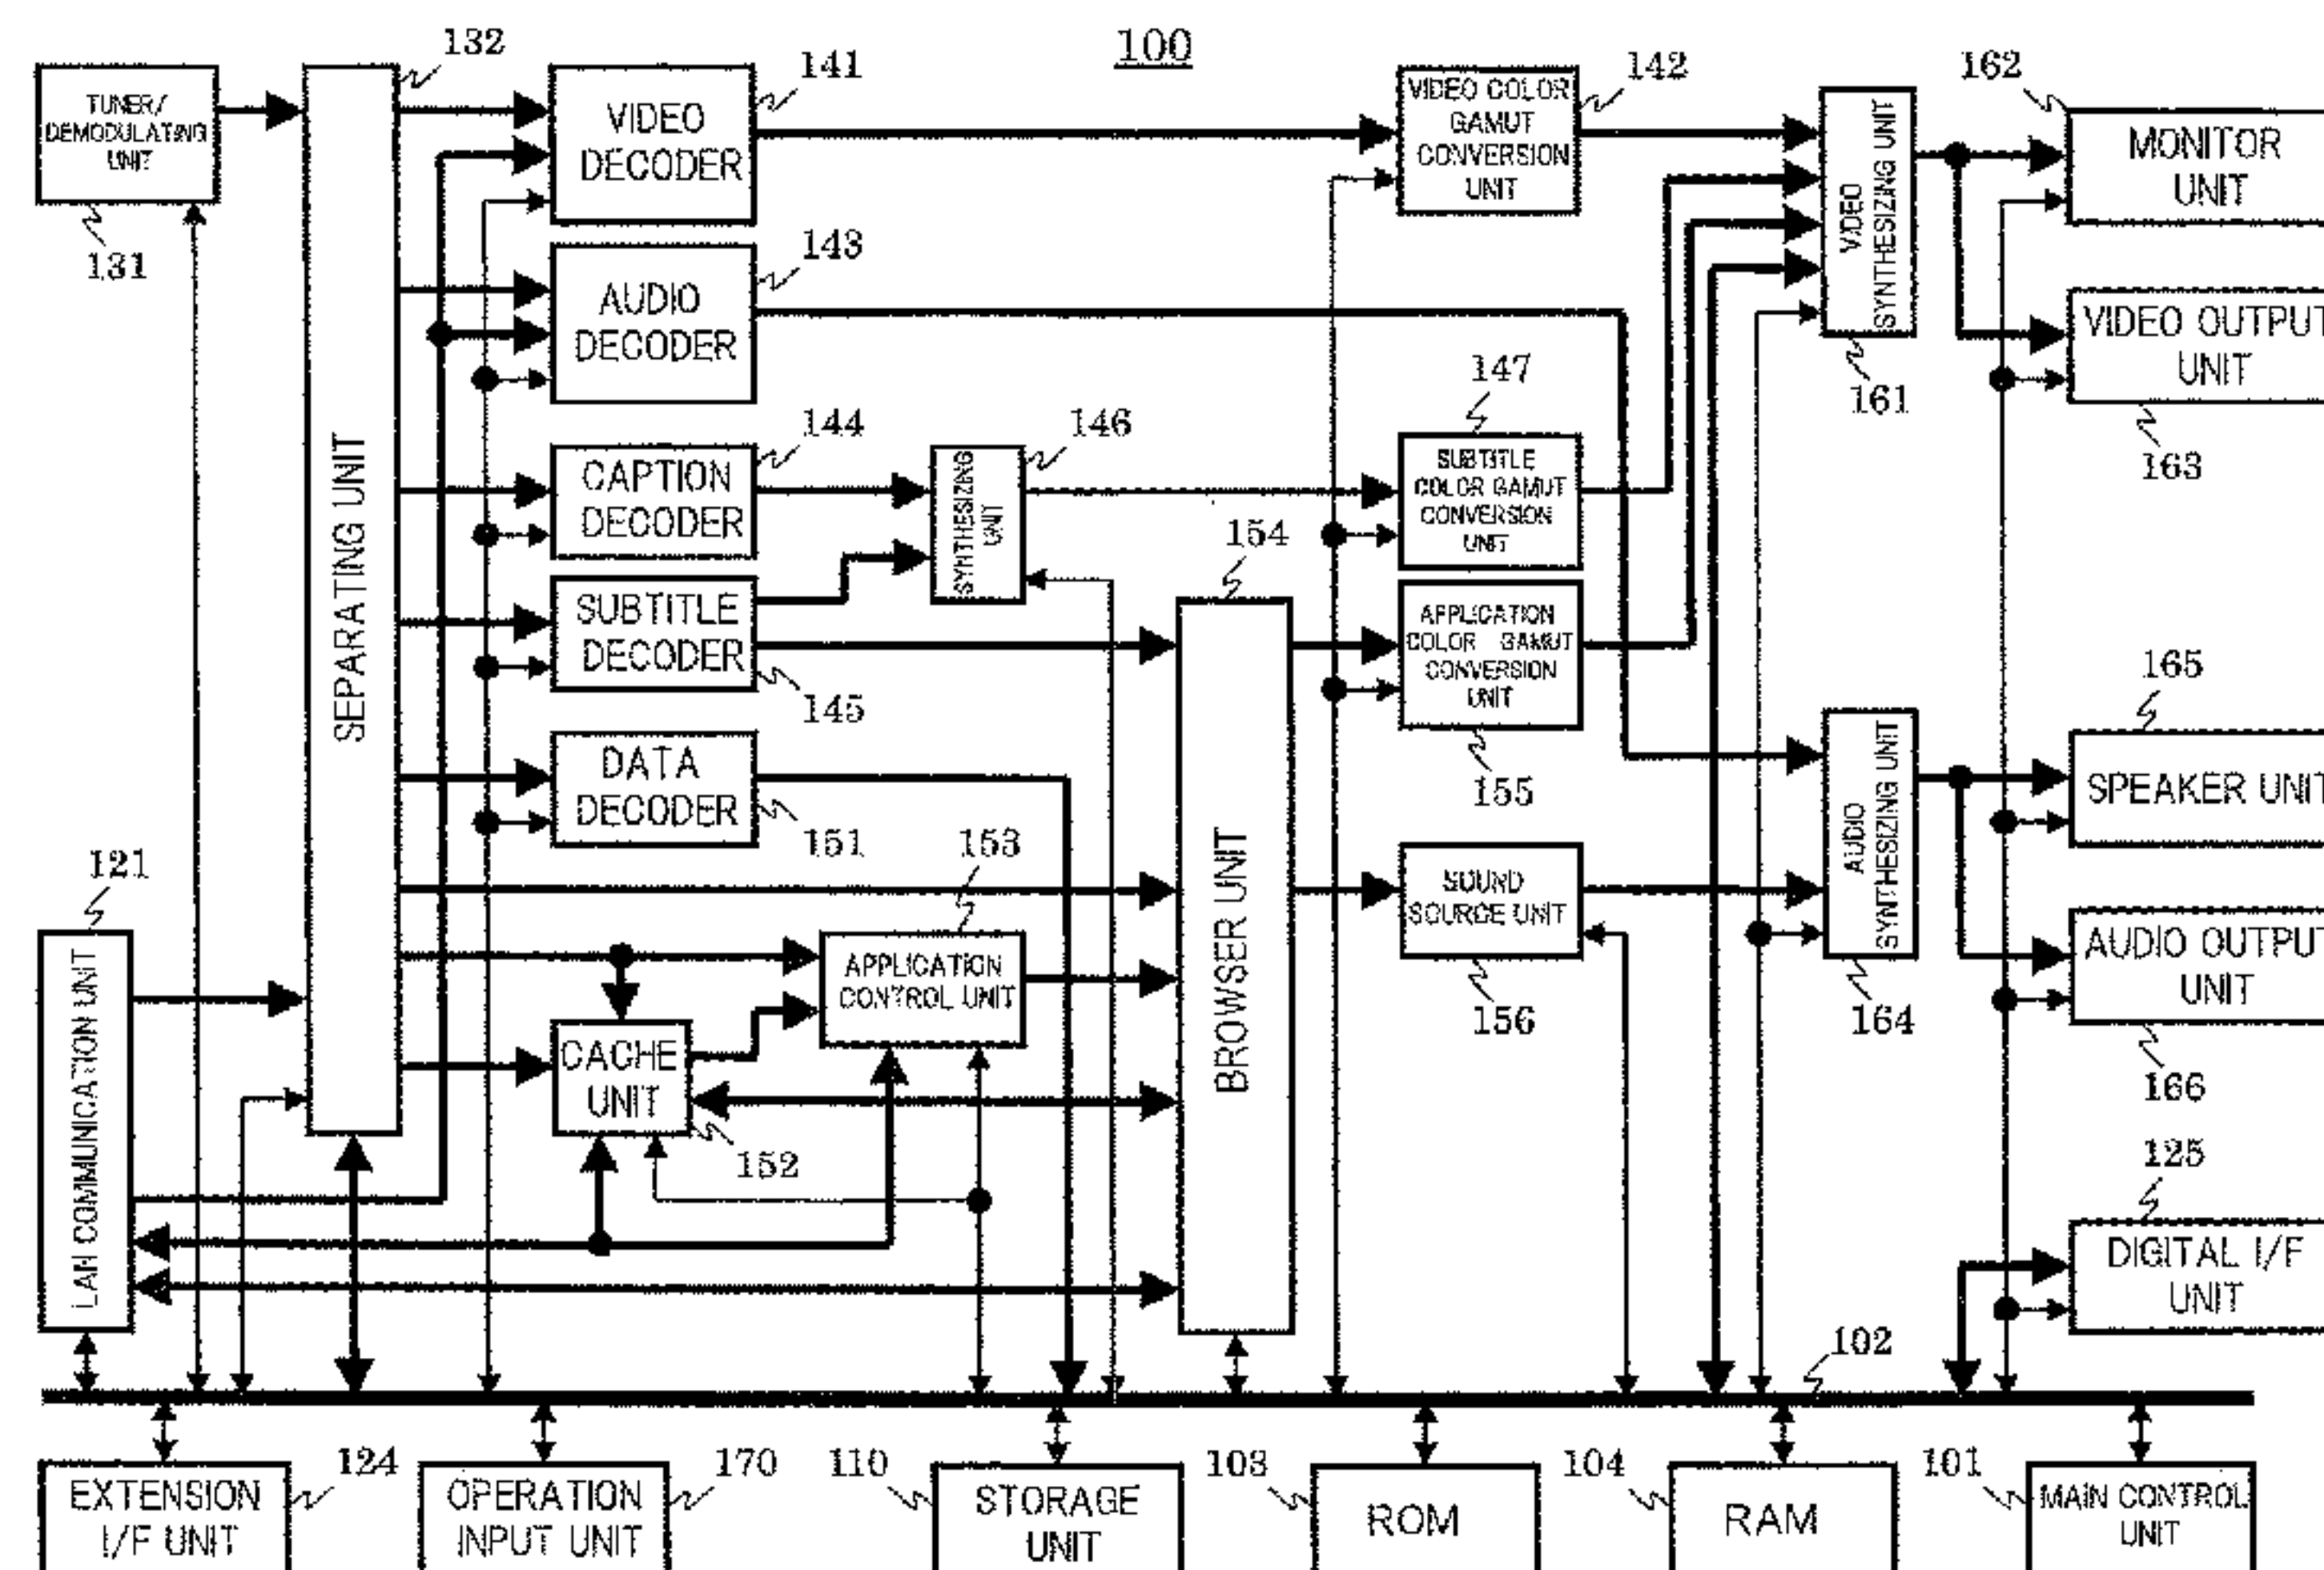 100
132
TUNER/
DEMODULATING
UNIT
131
SEPARATING UNIT
141
VIDEO
DECODER
143
AUDIO
DECODER
144
CAPTION
DECODER
SUBTITLE
DECODER
145
DATA
DECODER
151
146
SYNTHESIZING
UNIT
142
VIDEO COLOR
GAMUT
CONVERSION
UNIT
147
SUBTITLE
COLOR GAMUT
CONVERSION
UNIT
154
BROWSER UNIT
APPLICATION
COLOR GAMUT
CONVERSION
UNIT
155
SOUND
SOURCE UNIT
156
VIDEO
SYNTHESIZING UNIT
161
162
MONITOR
UNIT
VIDEO OUTPUT
UNIT
163
165
SPEAKER UNIT
AUDIO
SYNTHESIZING UNIT
164
AUDIO OUTPUT
UNIT
166
125
DIGITAL I/F
UNIT
121
LAN COMMUNICATION UNIT
153
APPLICATION
CONTROL UNIT
CACHE
UNIT
152
102
EXTENSION
I/F UNIT
124
OPERATION
INPUT UNIT
170
110
STORAGE
UNIT
103
ROM
104
RAM
101
MAIN CONTROL
UNIT